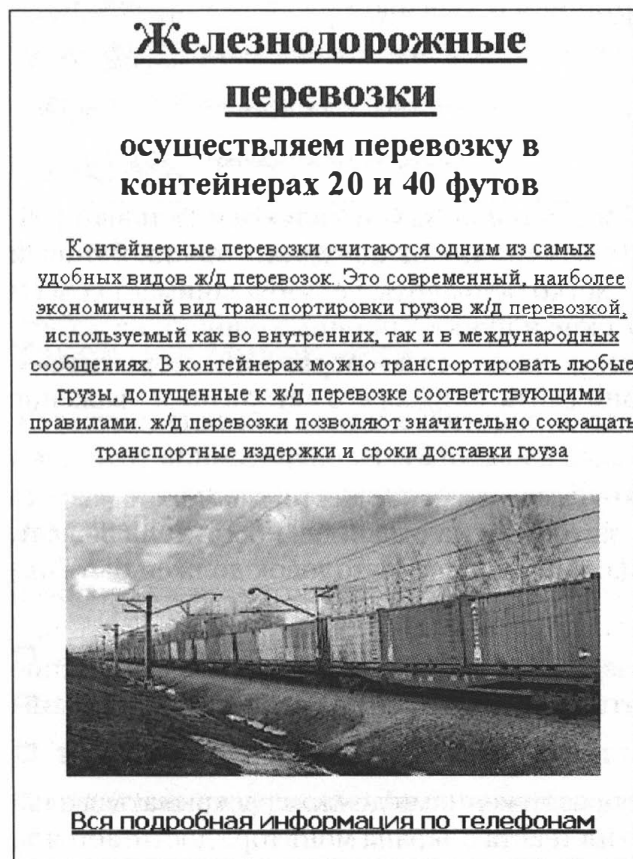 Железнодорожные
перевозки
осуществляем перевозку в
контейнерах 20 и 40 футов
Контейнерные перевозки считаются одним из самых
удобных видов ж/д перевозок. Это современный, наиболее
экономичный вид транспортировки грузов ж/д перевозкой,
используемый как во внутренних, так и в международных
сообщениях. В контейнерах можно транспортировать любые
грузы, допущенные к ж/д перевозке соответствующими
правилами. ж/д перевозки позволяют значительно сокращать
транспортные издержки и сроки доставки груза
Вся подробная информация по телефонам